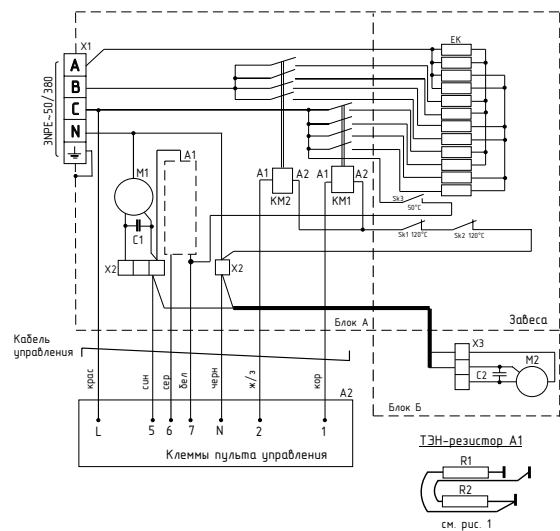 X1
EK
A
B
C
N
3NPE~50/380
A1
M1
C1
A1
A2
KM2
A1
A2
KM1
Sk3
50°C
Sk1 120°C
Sk2 120°C
X2
X2
Блок А
Завеса
Кабель
управления
крас
син
сер
бел
черн
ж/з
кор
X3
M2
C2
Блок Б
A2
L
5
6
7
N
2
1
Клеммы пульта управления
ТЭН-резистор А1
R1
R2
см. рис. 1